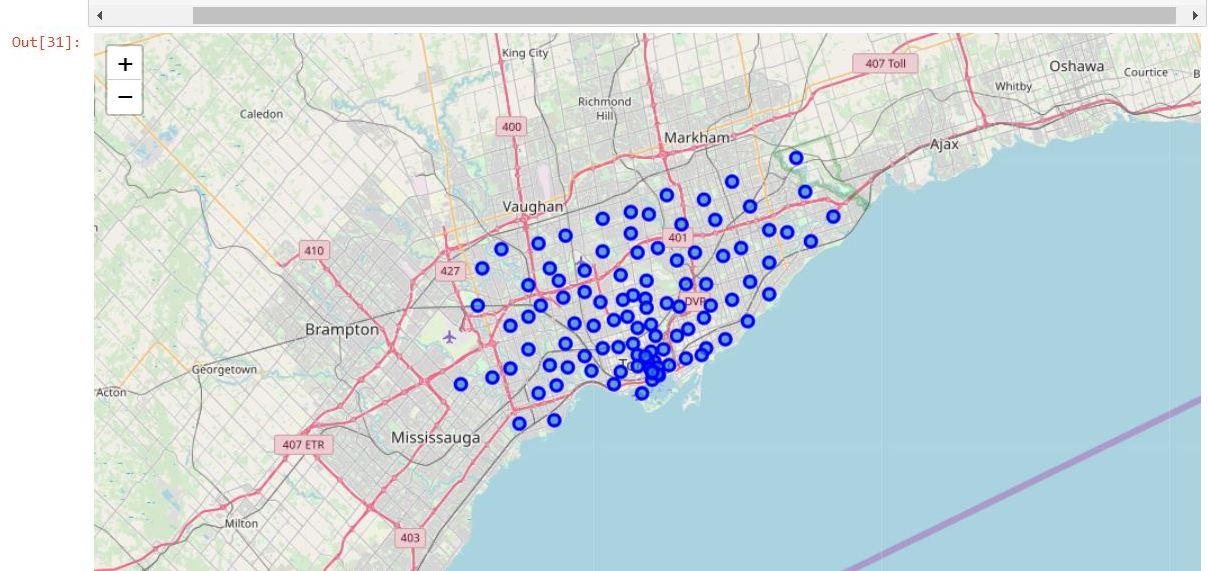 Out[31]:
+
−
King City
407 Toll
Oshawa
Courtice
B
Whitby
Richmond
Hill
Caledon
400
Markham
Ajax
Vaughan
401
410
427
DVP
Brampton
Georgetown
Acton
Mississauga
407 ETR
Milton
403